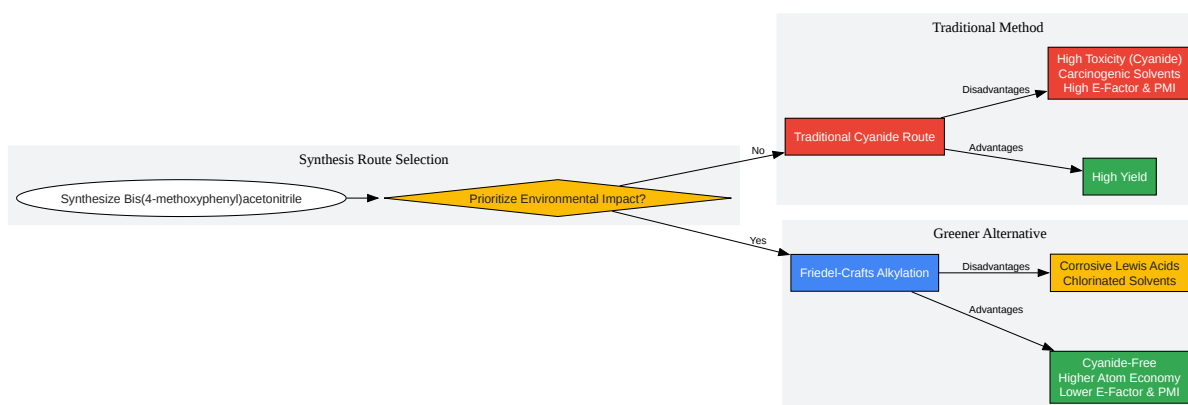 Synthesis Route Selection
Synthesize Bis(4-methoxyphenyl)acetonitrile
Prioritize Environmental Impact?
No
Yes
Traditional Method
Traditional Cyanide Route
Disadvantages
High Toxicity (Cyanide)
Carcinogenic Solvents
High E-Factor & PMI
Advantages
High Yield
Greener Alternative
Friedel-Crafts Alkylation
Disadvantages
Corrosive Lewis Acids
Chlorinated Solvents
Advantages
Cyanide-Free
Higher Atom Economy
Lower E-Factor & PMI